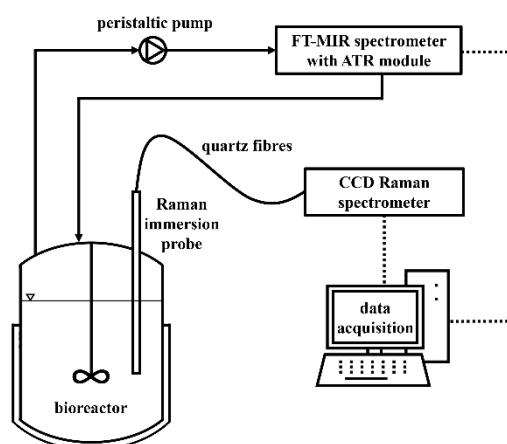 peristaltic pump
FT-MIR spectrometer
with ATR module
quartz fibres
CCD Raman
spectrometer
Raman
immersion
probe
data
acquisition
bioreactor